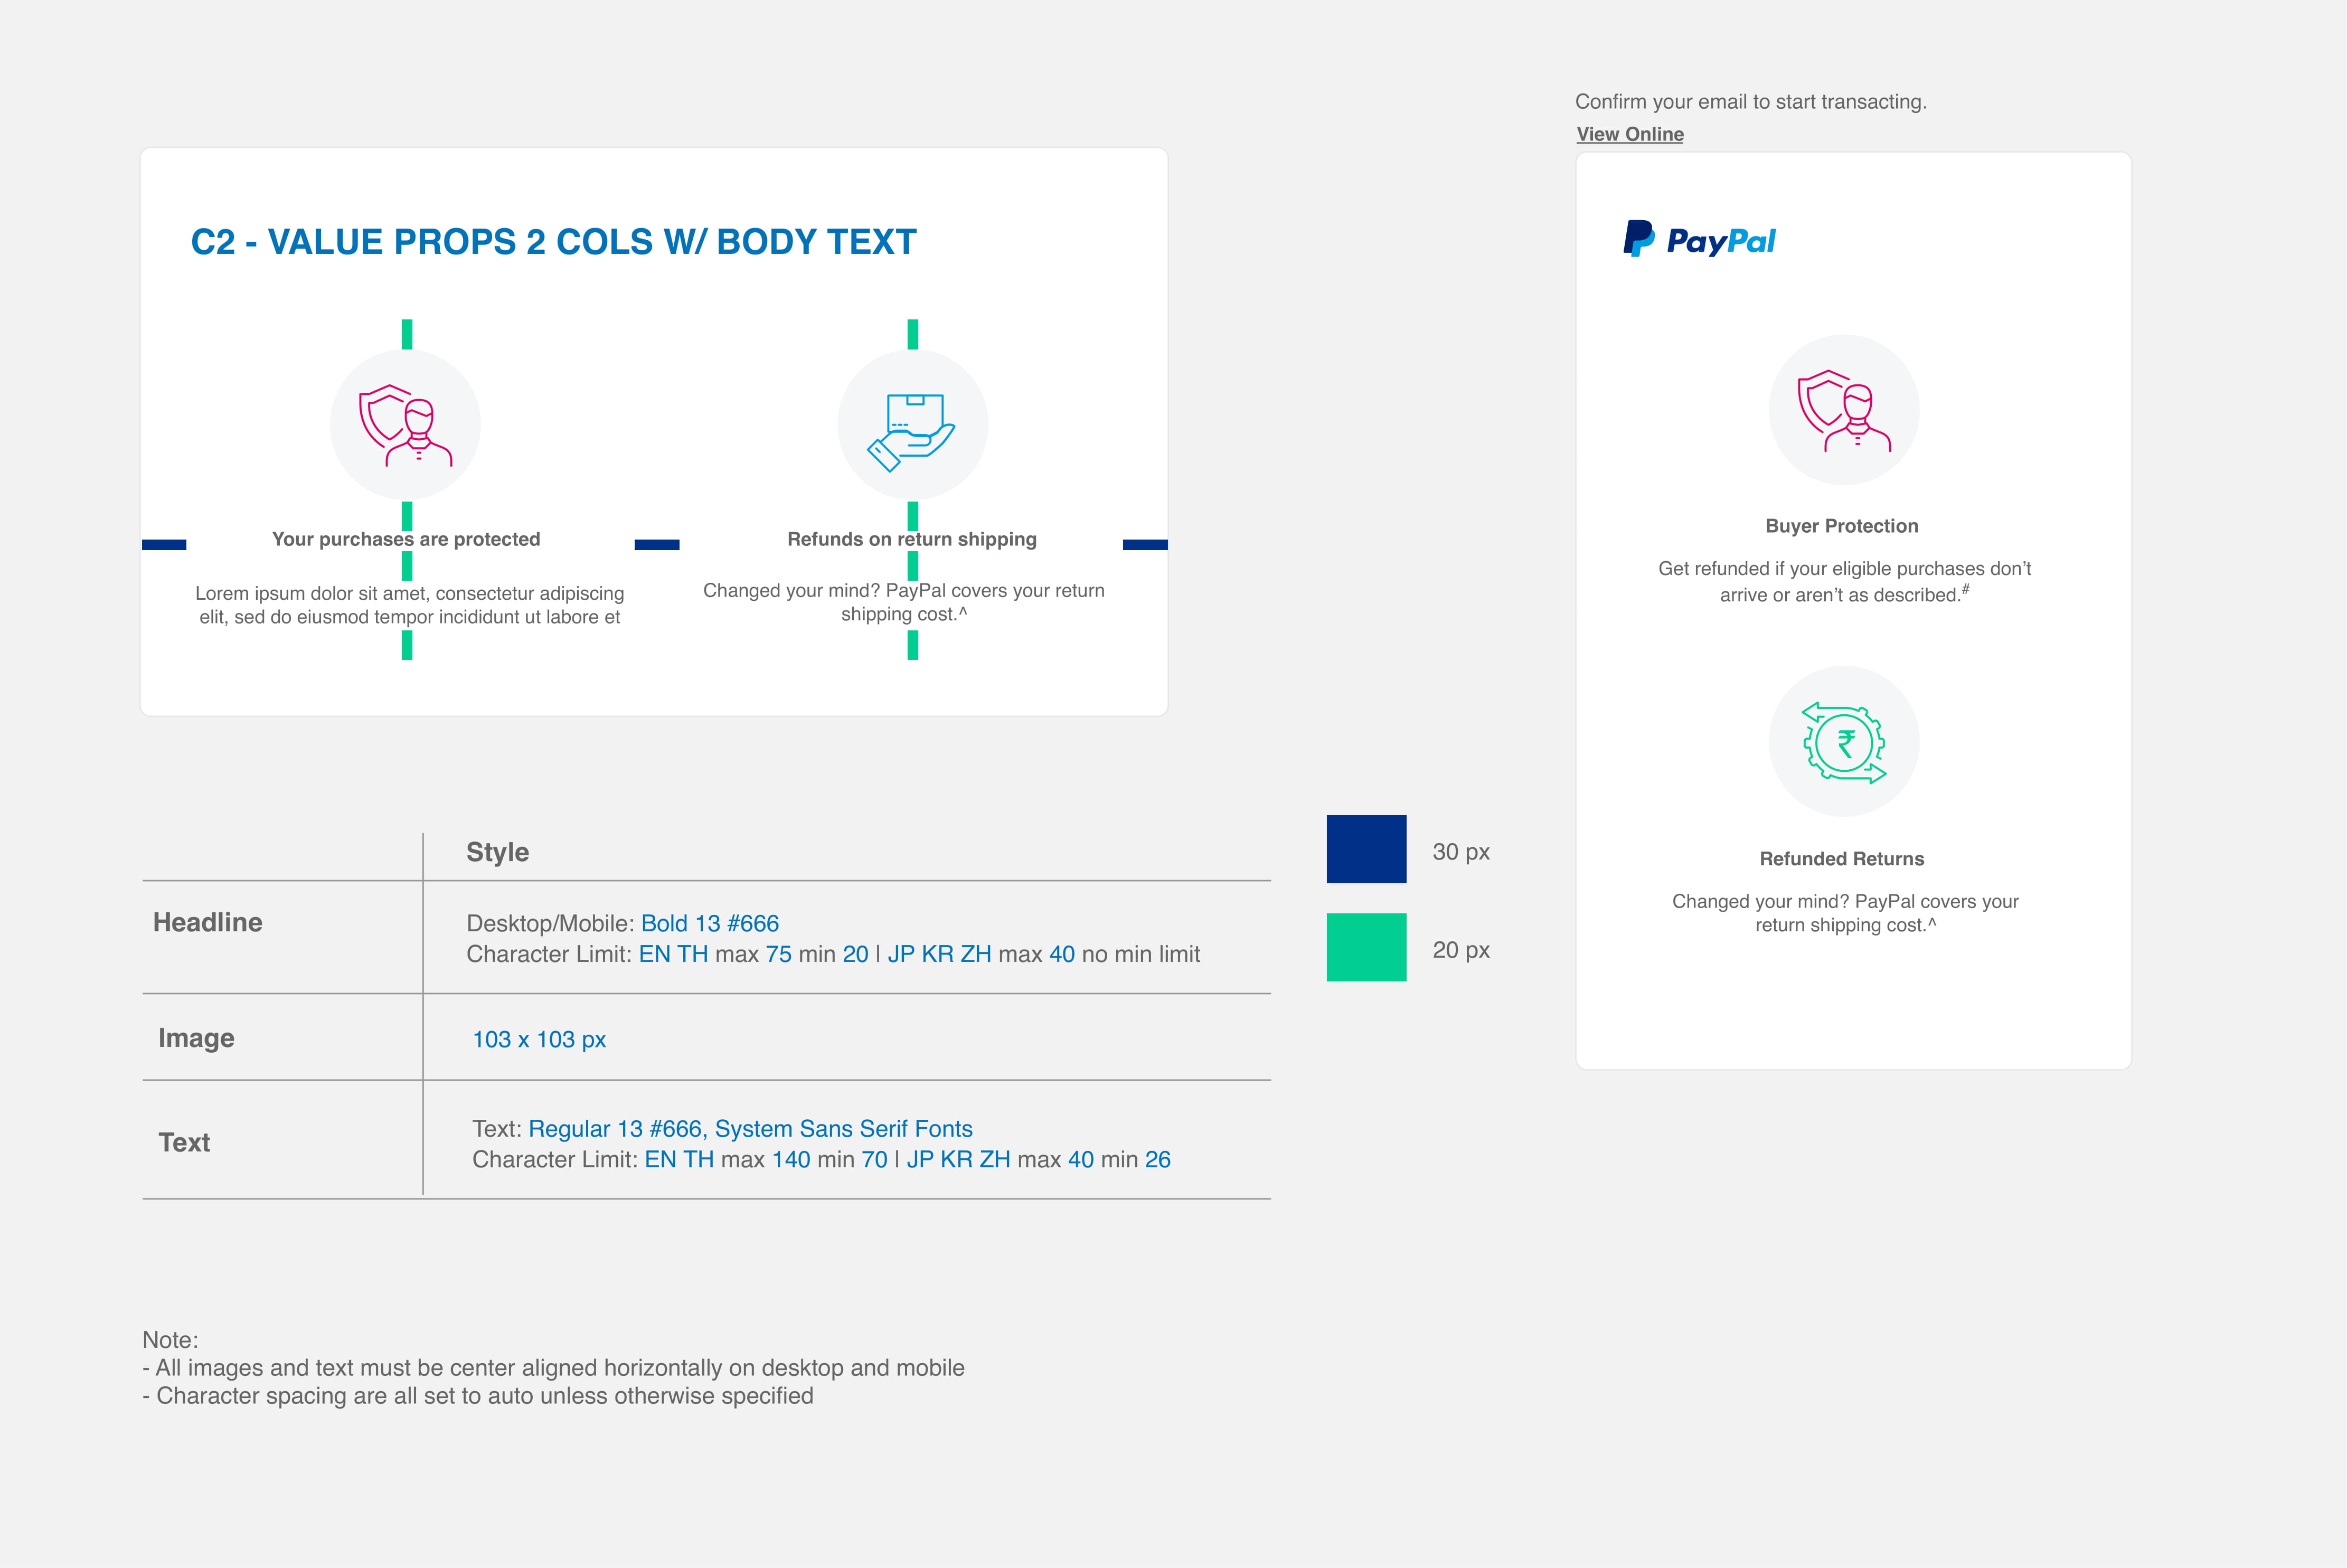 Confirm your email to start transacting.
View Online
C2 - VALUE PROPS 2 COLS W/ BODY TEXT
Your purchases are protected
Lorem ipsum dolor sit amet, consectetur adipiscing
elit, sed do eiusmod tempor incididunt ut labore et
Refunds on return shipping
Changed your mind? PayPal covers your return
shipping cost.^
PayPal
Buyer Protection
Get refunded if your eligible purchases don’t
arrive or aren’t as described.#
₹
Refunded Returns
Changed your mind? PayPal covers your
return shipping cost.^
Style
Headline
Desktop/Mobile: Bold 13 #666
Character Limit: EN TH max 75 min 20 l JP KR ZH max 40 no min limit
Image
103 x 103 px
Text
Text: Regular 13 #666, System Sans Serif Fonts
Character Limit: EN TH max 140 min 70 l JP KR ZH max 40 min 26
30 px
20 px
Note:
- All images and text must be center aligned horizontally on desktop and mobile
- Character spacing are all set to auto unless otherwise specified